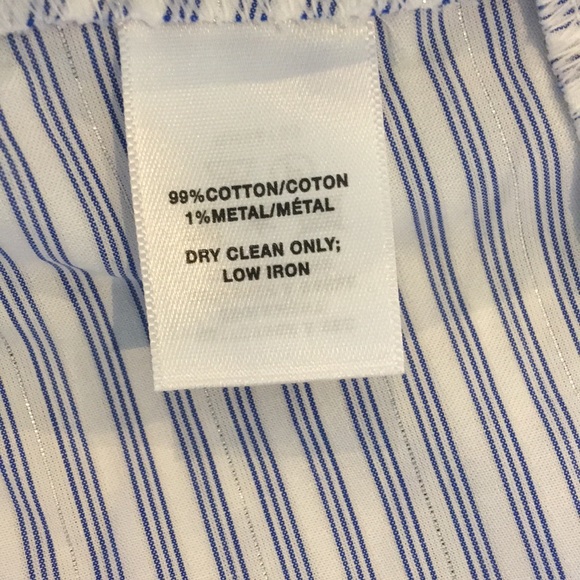 99%COTTON/COTON
1%METAL/MÉTAL
DRY CLEAN ONLY;
LOW IRON